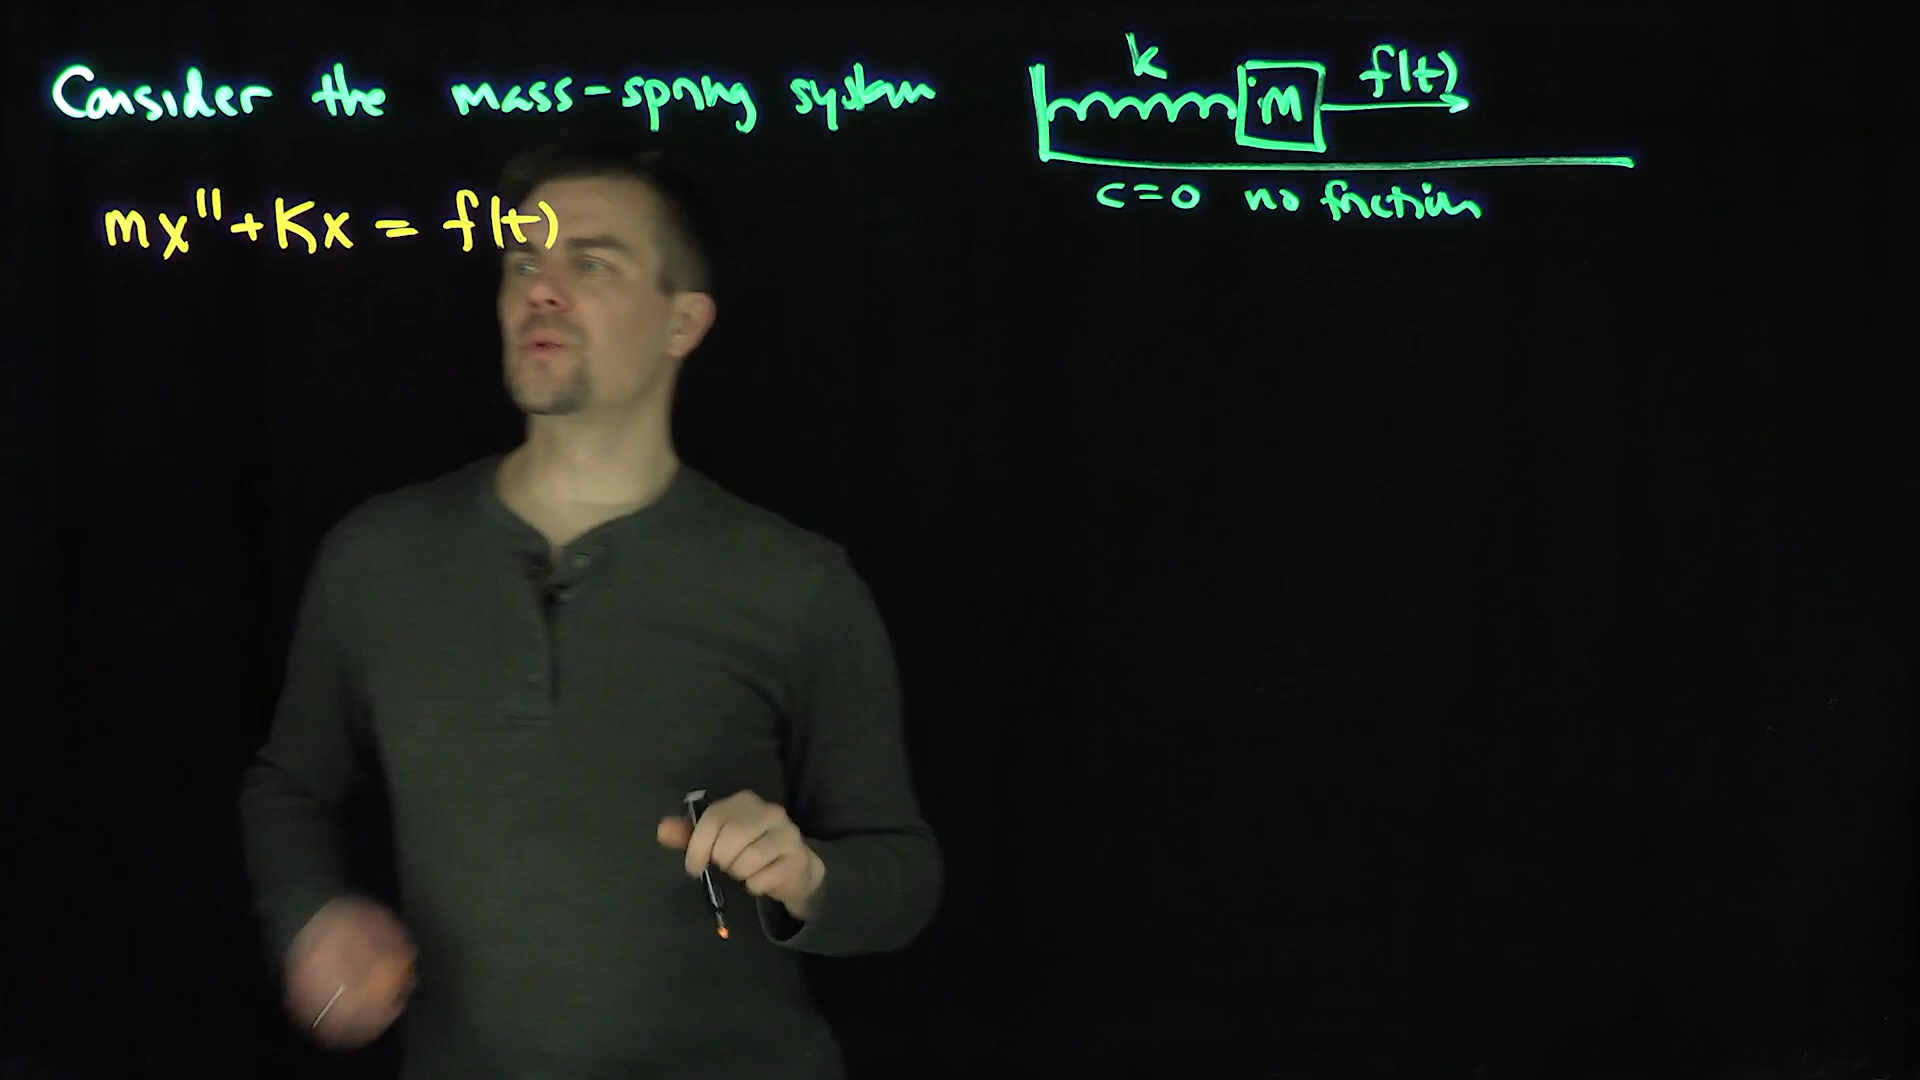 Consider the mass-spring system
k
m
f(t)
c=0 no friction
mx''+Kx = f(t)